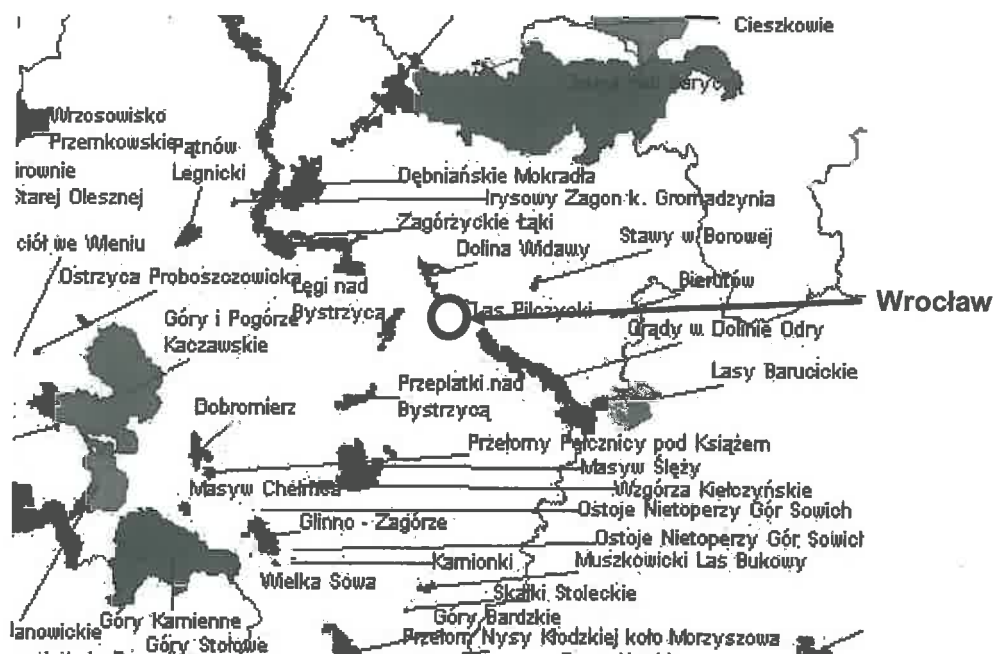 Cieszkowie
Wrzosowisko
Przemkowskie
Pątnów
Legnicki
irownie
Starej Olesznej
Dębniańskie Mokradła
Irysowy Zagon k. Gromadzynia
Zagórzyckie Łąki
ciół we Wleniu
Dolina Widawy
Stawy w Borowej
Ostrzyca Proboszczowicka
Łęgi nad
Bystrzycą
Bierutów
Las Pilczycki
Wrocław
Góry i Pogórze
Kaczawskie
Grądy w Dolinie Odry
Przeplatki nad
Bystrzycą
Lasy Barucickie
Dobromierz
Przełomy Pełcznicy pod Książem
Masyw Ślęży
Masyw Chełmca
Wzgórza Kiełczyńskie
Ostoje Nietoperzy Gór Sowich
Glinno - Zagórze
Ostoje Nietoperzy Gór Sowich
Kamionki
Muszkowicki Las Bukowy
Wielka Sowa
Skałki Stoleckie
Góry Kamienne
Góry Bardzkie
Janowickie
Góry Stołowe
Przełom Nysy Kłodzkiej koło Morzyszowa